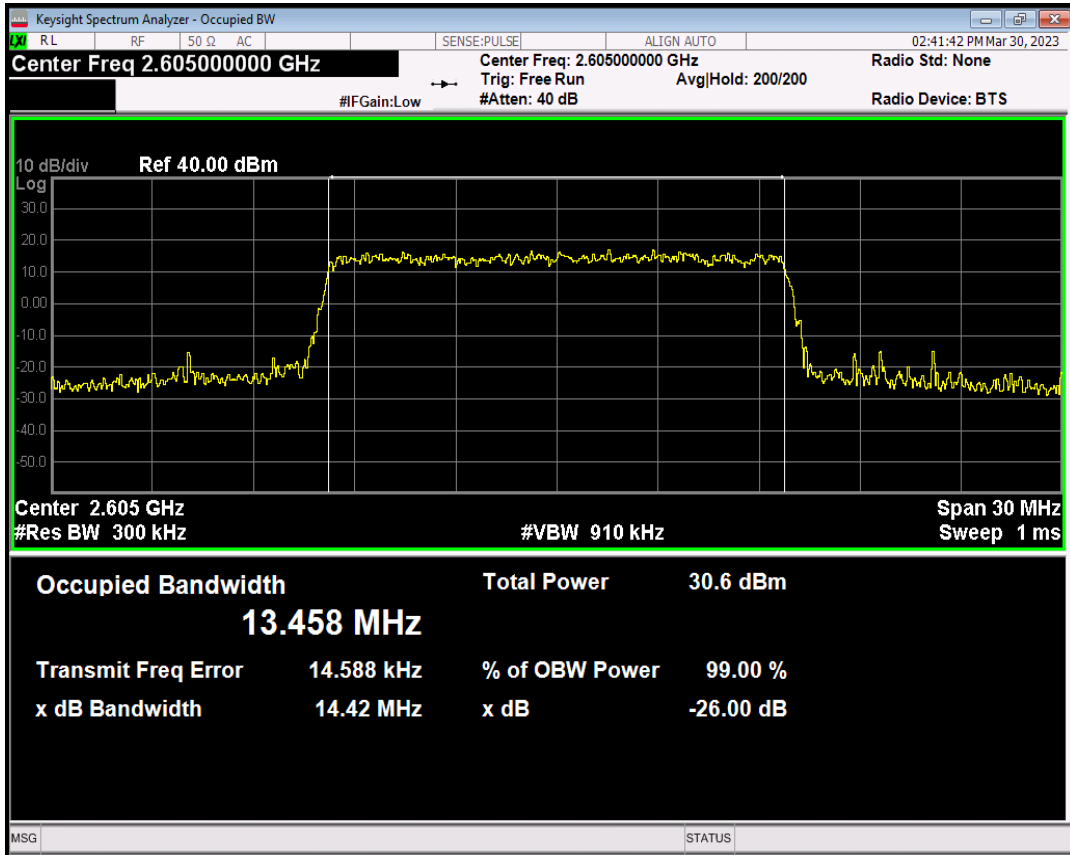 Keysight Spectrum Analyzer - Occupied BW
LXI RL RF 50 Ω AC SENSE:PULSE ALIGN AUTO 02:41:42 PM Mar 30, 2023
Center Freq 2.605000000 GHz Center Freq: 2.605000000 GHz Radio Std: None
Trig: Free Run Avg|Hold: 200/200
#IFGain:Low #Atten: 40 dB Radio Device: BTS
10 dB/div Ref 40.00 dBm
Log
30.0
20.0
10.0
0.00
-10.0
-20.0
-30.0
-40.0
-50.0
Center 2.605 GHz Span 30 MHz
#Res BW 300 kHz #VBW 910 kHz Sweep 1 ms
Occupied Bandwidth Total Power 30.6 dBm
13.458 MHz
Transmit Freq Error 14.588 kHz % of OBW Power 99.00 %
x dB Bandwidth 14.42 MHz x dB -26.00 dB
MSG STATUS